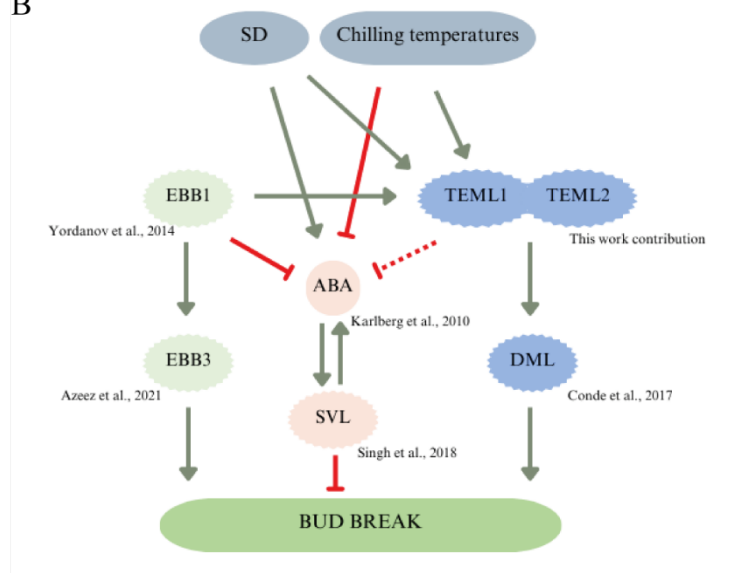 B
SD
Chilling temperatures
EBB1
TEML1
TEML2
Yordanov et al., 2014
This work contribution
ABA
Karlberg et al., 2010
EBB3
DML
Azeez et al., 2021
Conde et al., 2017
SVL
Singh et al., 2018
BUD BREAK